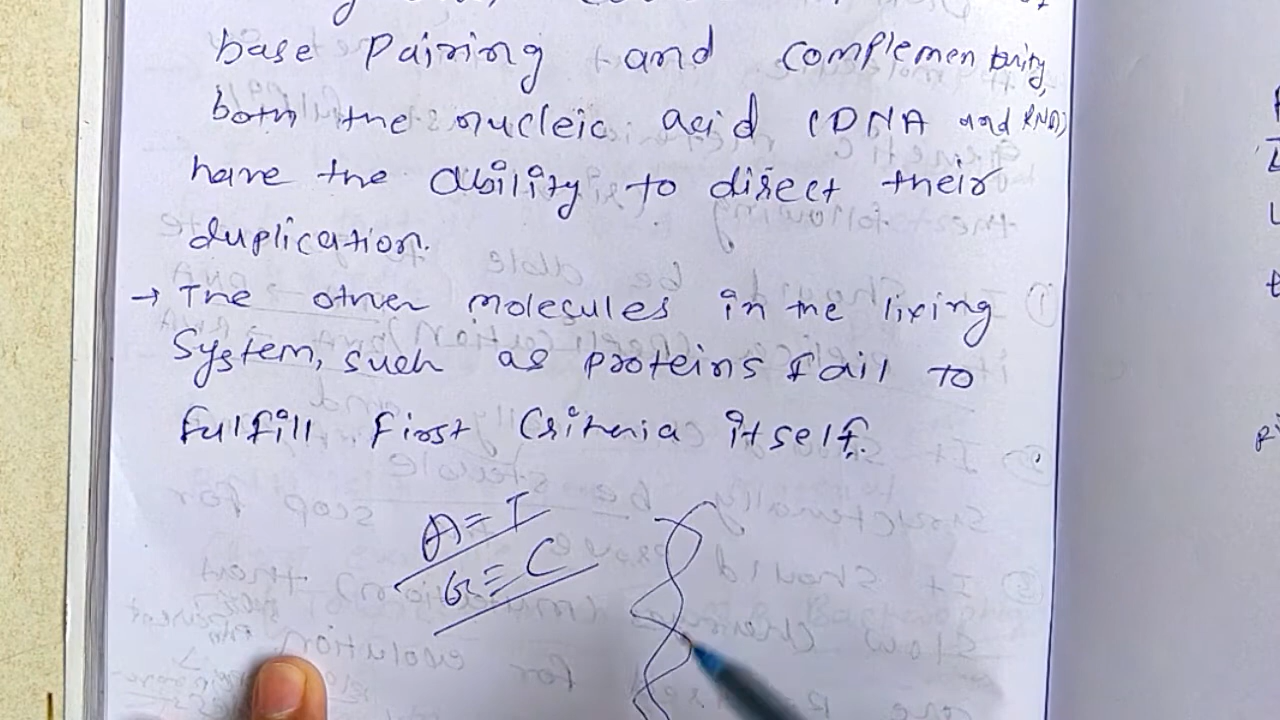 base pairing and complementarity,
both the nucleic acid (DNA and RNA)
have the ability to direct their
duplication.
→ The other molecules in the living
System, such as proteins fail to
fulfill first Criteria itself.
A=T
G≡C